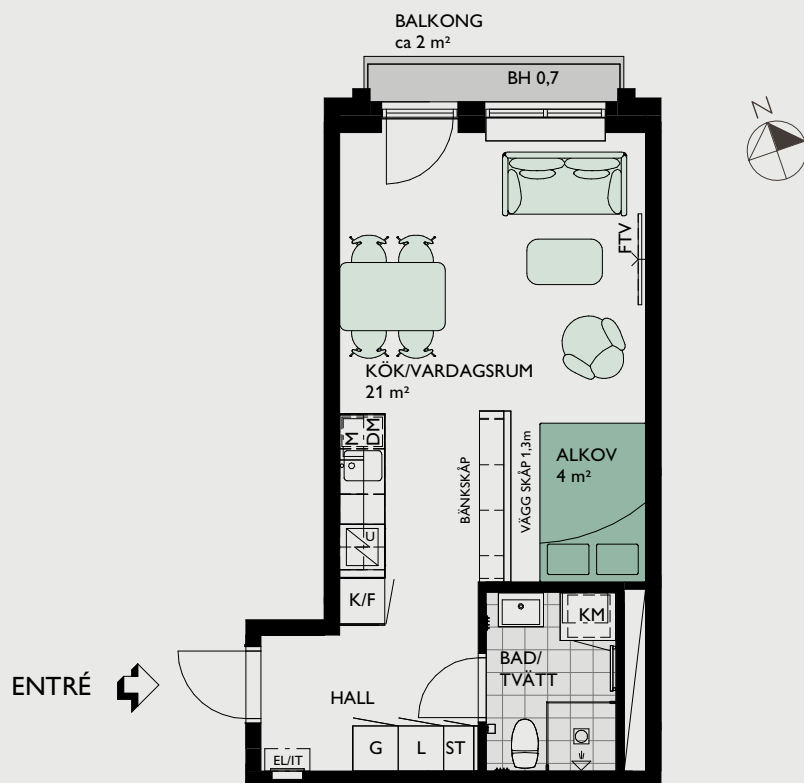 BALKONG
ca 2 m²
BH 0,7
N
FTV
KÖK/VARDAGSRUM
21 m²
M
DM
BÄNKSKÅP
VÄGG SKÅP 1.3m
ALKOV
4 m²
U
K/F
KM
BAD/
TVÄTT
ENTRÉ
HALL
G
L
ST
EL/IT